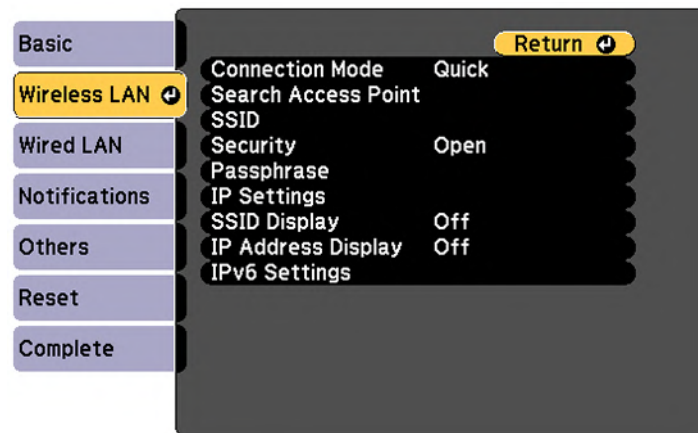 Basic
Wireless LAN
Wired LAN
Notifications
Others
Reset
Complete
Return
Connection Mode Quick
Search Access Point
SSID
Security Open
Passphrase
IP Settings
SSID Display Off
IP Address Display Off
IPv6 Settings